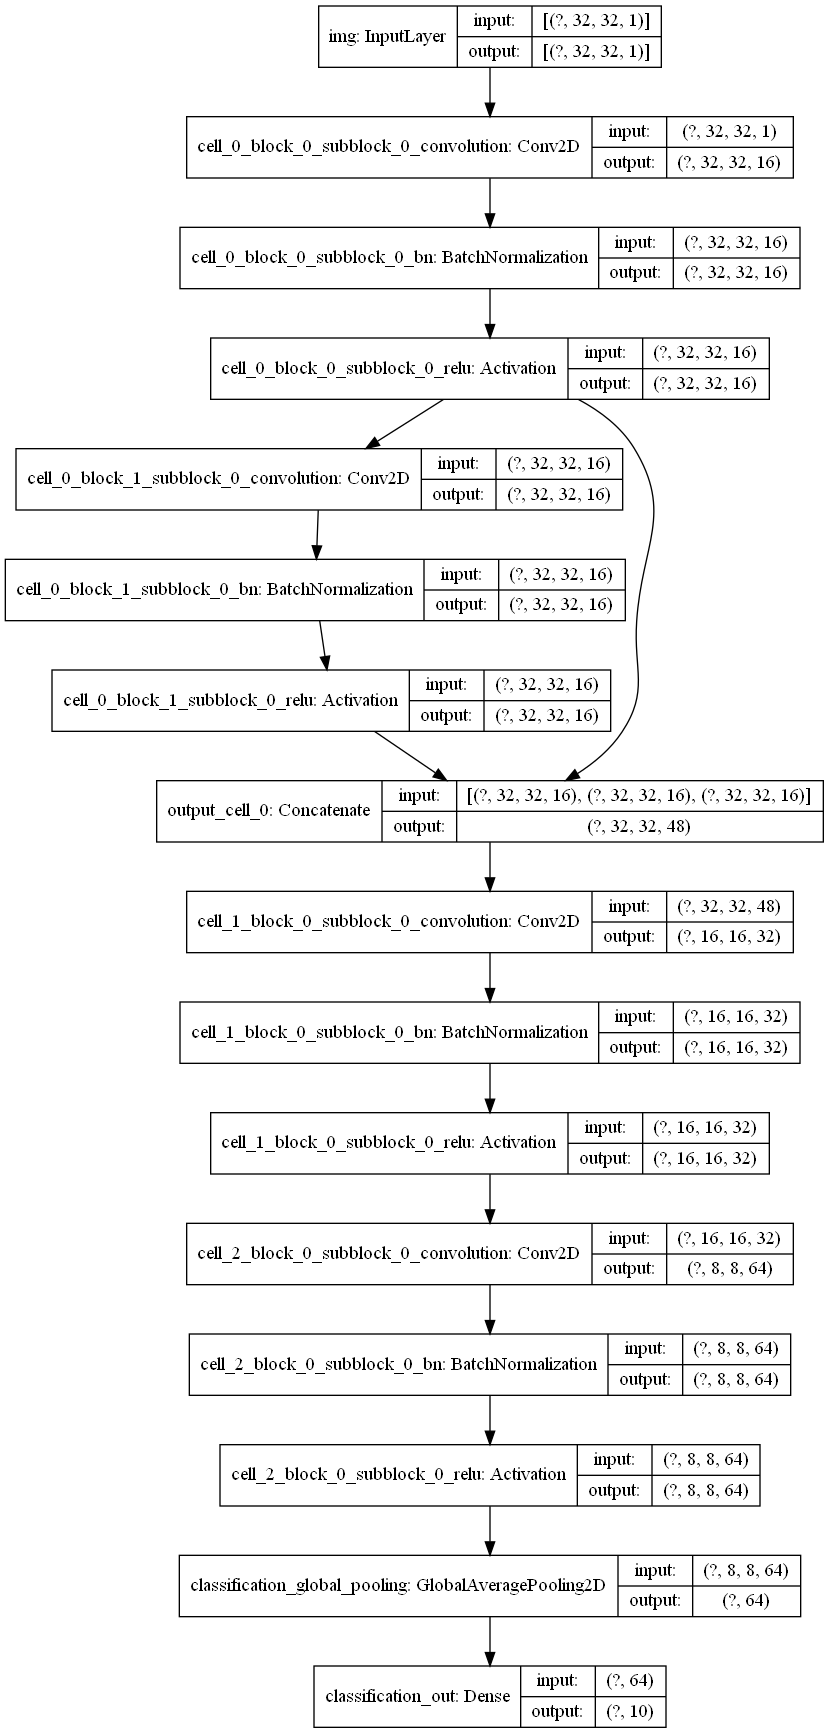 img: InputLayer
input:
[(?, 32, 32, 1)]
output:
[(?, 32, 32, 1)]
cell_0_block_0_subblock_0_convolution: Conv2D
input:
(?, 32, 32, 1)
output:
(?, 32, 32, 16)
cell_0_block_0_subblock_0_bn: BatchNormalization
input:
(?, 32, 32, 16)
output:
(?, 32, 32, 16)
cell_0_block_0_subblock_0_relu: Activation
input:
(?, 32, 32, 16)
output:
(?, 32, 32, 16)
cell_0_block_1_subblock_0_convolution: Conv2D
input:
(?, 32, 32, 16)
output:
(?, 32, 32, 16)
cell_0_block_1_subblock_0_bn: BatchNormalization
input:
(?, 32, 32, 16)
output:
(?, 32, 32, 16)
cell_0_block_1_subblock_0_relu: Activation
input:
(?, 32, 32, 16)
output:
(?, 32, 32, 16)
output_cell_0: Concatenate
input:
[(?, 32, 32, 16), (?, 32, 32, 16), (?, 32, 32, 16)]
output:
(?, 32, 32, 48)
cell_1_block_0_subblock_0_convolution: Conv2D
input:
(?, 32, 32, 48)
output:
(?, 16, 16, 32)
cell_1_block_0_subblock_0_bn: BatchNormalization
input:
(?, 16, 16, 32)
output:
(?, 16, 16, 32)
cell_1_block_0_subblock_0_relu: Activation
input:
(?, 16, 16, 32)
output:
(?, 16, 16, 32)
cell_2_block_0_subblock_0_convolution: Conv2D
input:
(?, 16, 16, 32)
output:
(?, 8, 8, 64)
cell_2_block_0_subblock_0_bn: BatchNormalization
input:
(?, 8, 8, 64)
output:
(?, 8, 8, 64)
cell_2_block_0_subblock_0_relu: Activation
input:
(?, 8, 8, 64)
output:
(?, 8, 8, 64)
classification_global_pooling: GlobalAveragePooling2D
input:
(?, 8, 8, 64)
output:
(?, 64)
classification_out: Dense
input:
(?, 64)
output:
(?, 10)